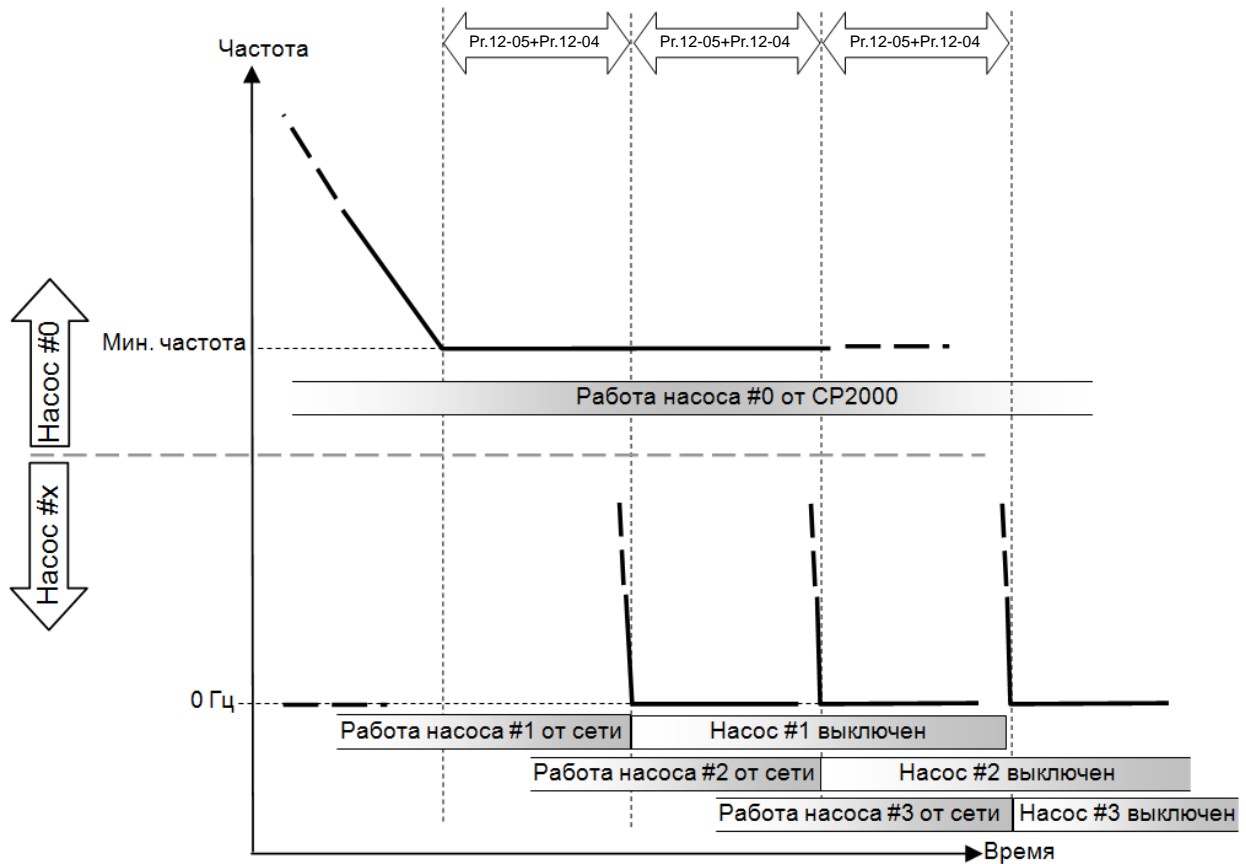 Pr.12-05+Pr.12-04
Pr.12-05+Pr.12-04
Pr.12-05+Pr.12-04
Частота
Насос #0
Мин. частота
Работа насоса #0 от CP2000
Насос #x
0 Гц
Работа насоса #1 от сети
Насос #1 выключен
Работа насоса #2 от сети
Насос #2 выключен
Работа насоса #3 от сети
Насос #3 выключен
Время